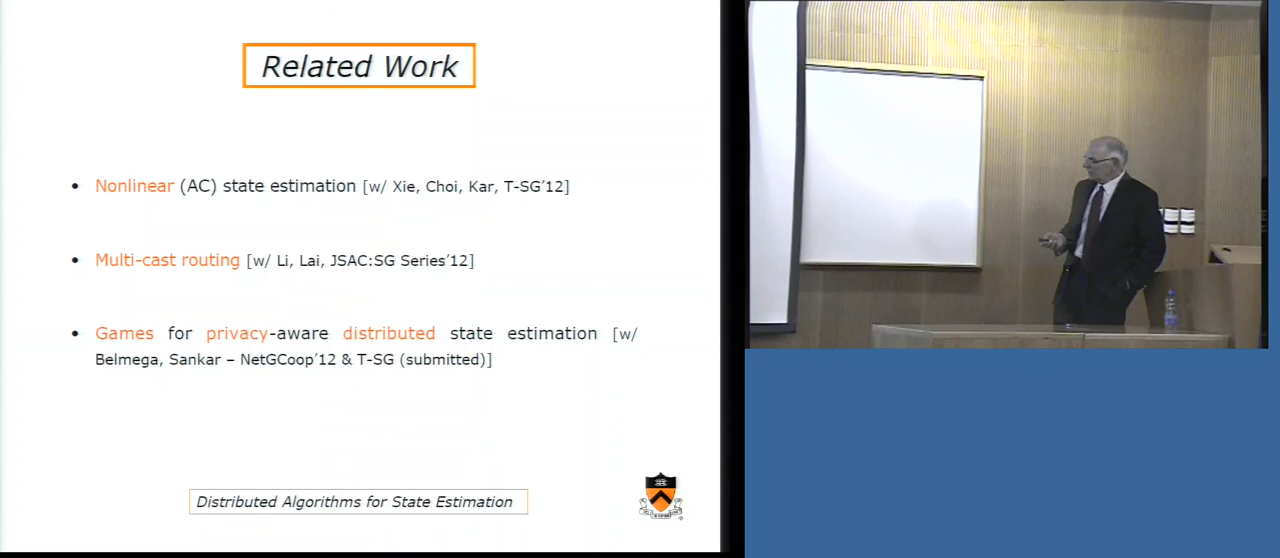 Related Work
• Nonlinear (AC) state estimation [w/ Xie, Choi, Kar, T-SG’12]
• Multi-cast routing [w/ Li, Lai, JSAC:SG Series’12]
• Games for privacy-aware distributed state estimation [w/
Belmega, Sankar – NetGCoop’12 & T-SG (submitted)]
Distributed Algorithms for State Estimation